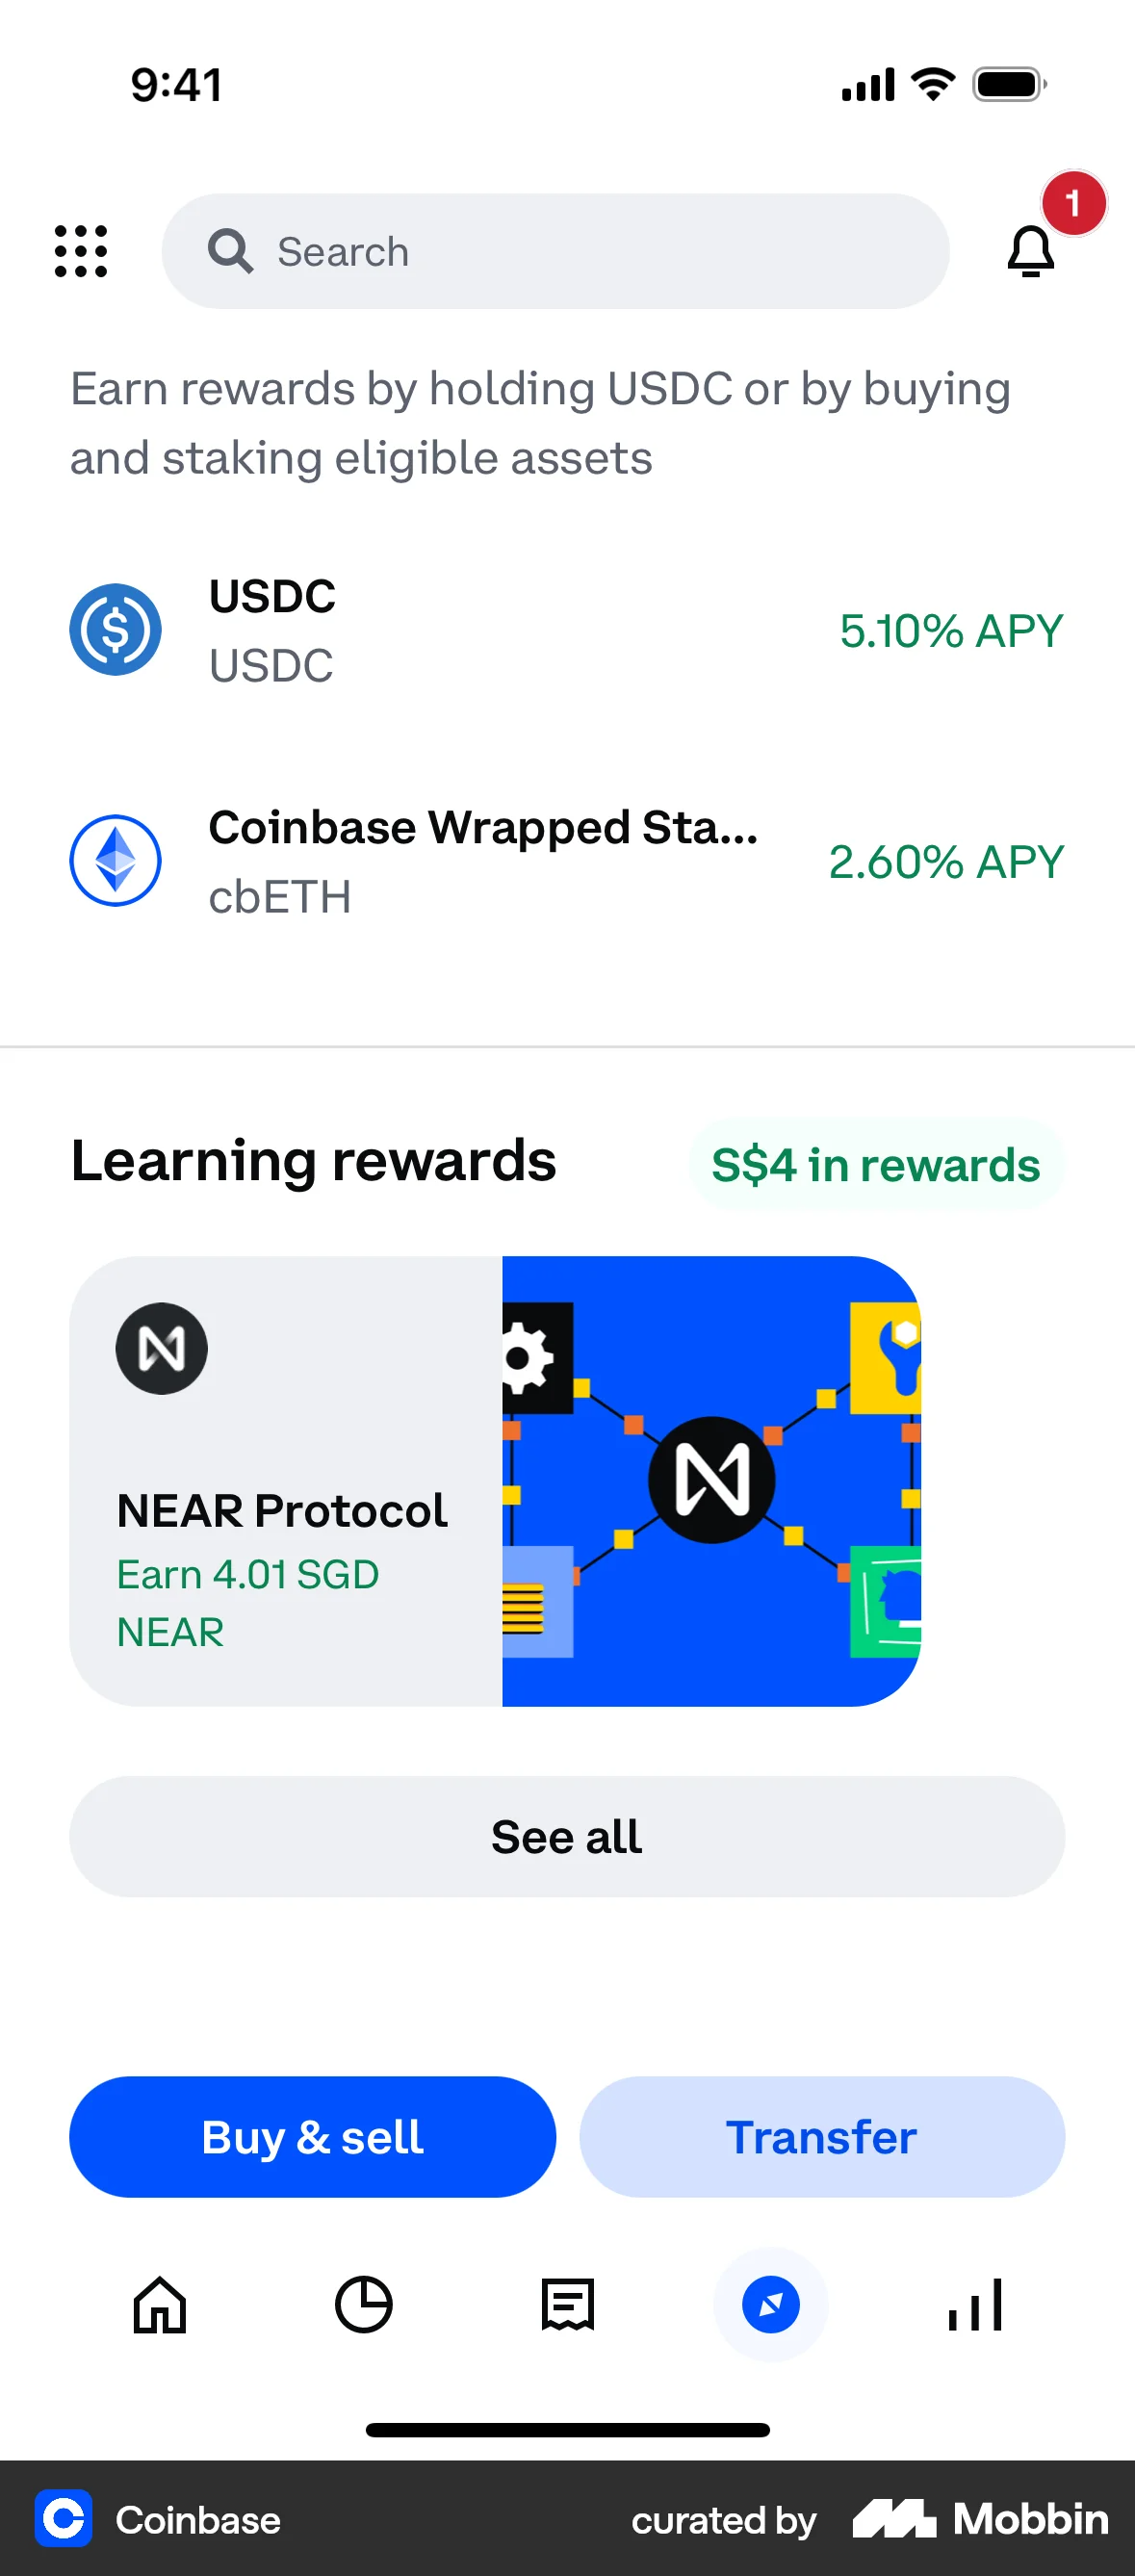 9:41
1
Search
Earn rewards by holding USDC or by buying
and staking eligible assets
USDC
USDC
5.10% APY
Coinbase Wrapped Sta...
cbETH
2.60% APY
Learning rewards
S$4 in rewards
NEAR Protocol
Earn 4.01 SGD
NEAR
See all
Buy & sell
Transfer
Coinbase
curated by
Mobbin